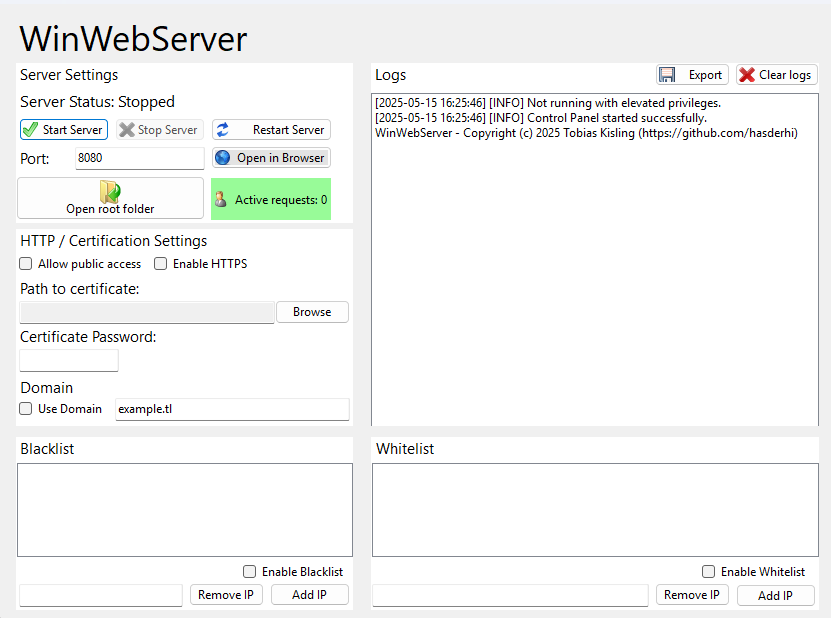 WinWebServer
Server Settings
Server Status: Stopped
Start Server
Stop Server
Restart Server
Port:
8080
Open in Browser
Open root folder
Active requests: 0
HTTP / Certification Settings
Allow public access
Enable HTTPS
Path to certificate:
Browse
Certificate Password:
Domain
Use Domain
example.tl
Logs
Export
Clear logs
[2025-05-15 16:25:46] [INFO] Not running with elevated privileges.
[2025-05-15 16:25:46] [INFO] Control Panel started successfully.
WinWebServer - Copyright (c) 2025 Tobias Kisling (https://github.com/hasderhi)
Blacklist
Enable Blacklist
Remove IP
Add IP
Whitelist
Enable Whitelist
Remove IP
Add IP